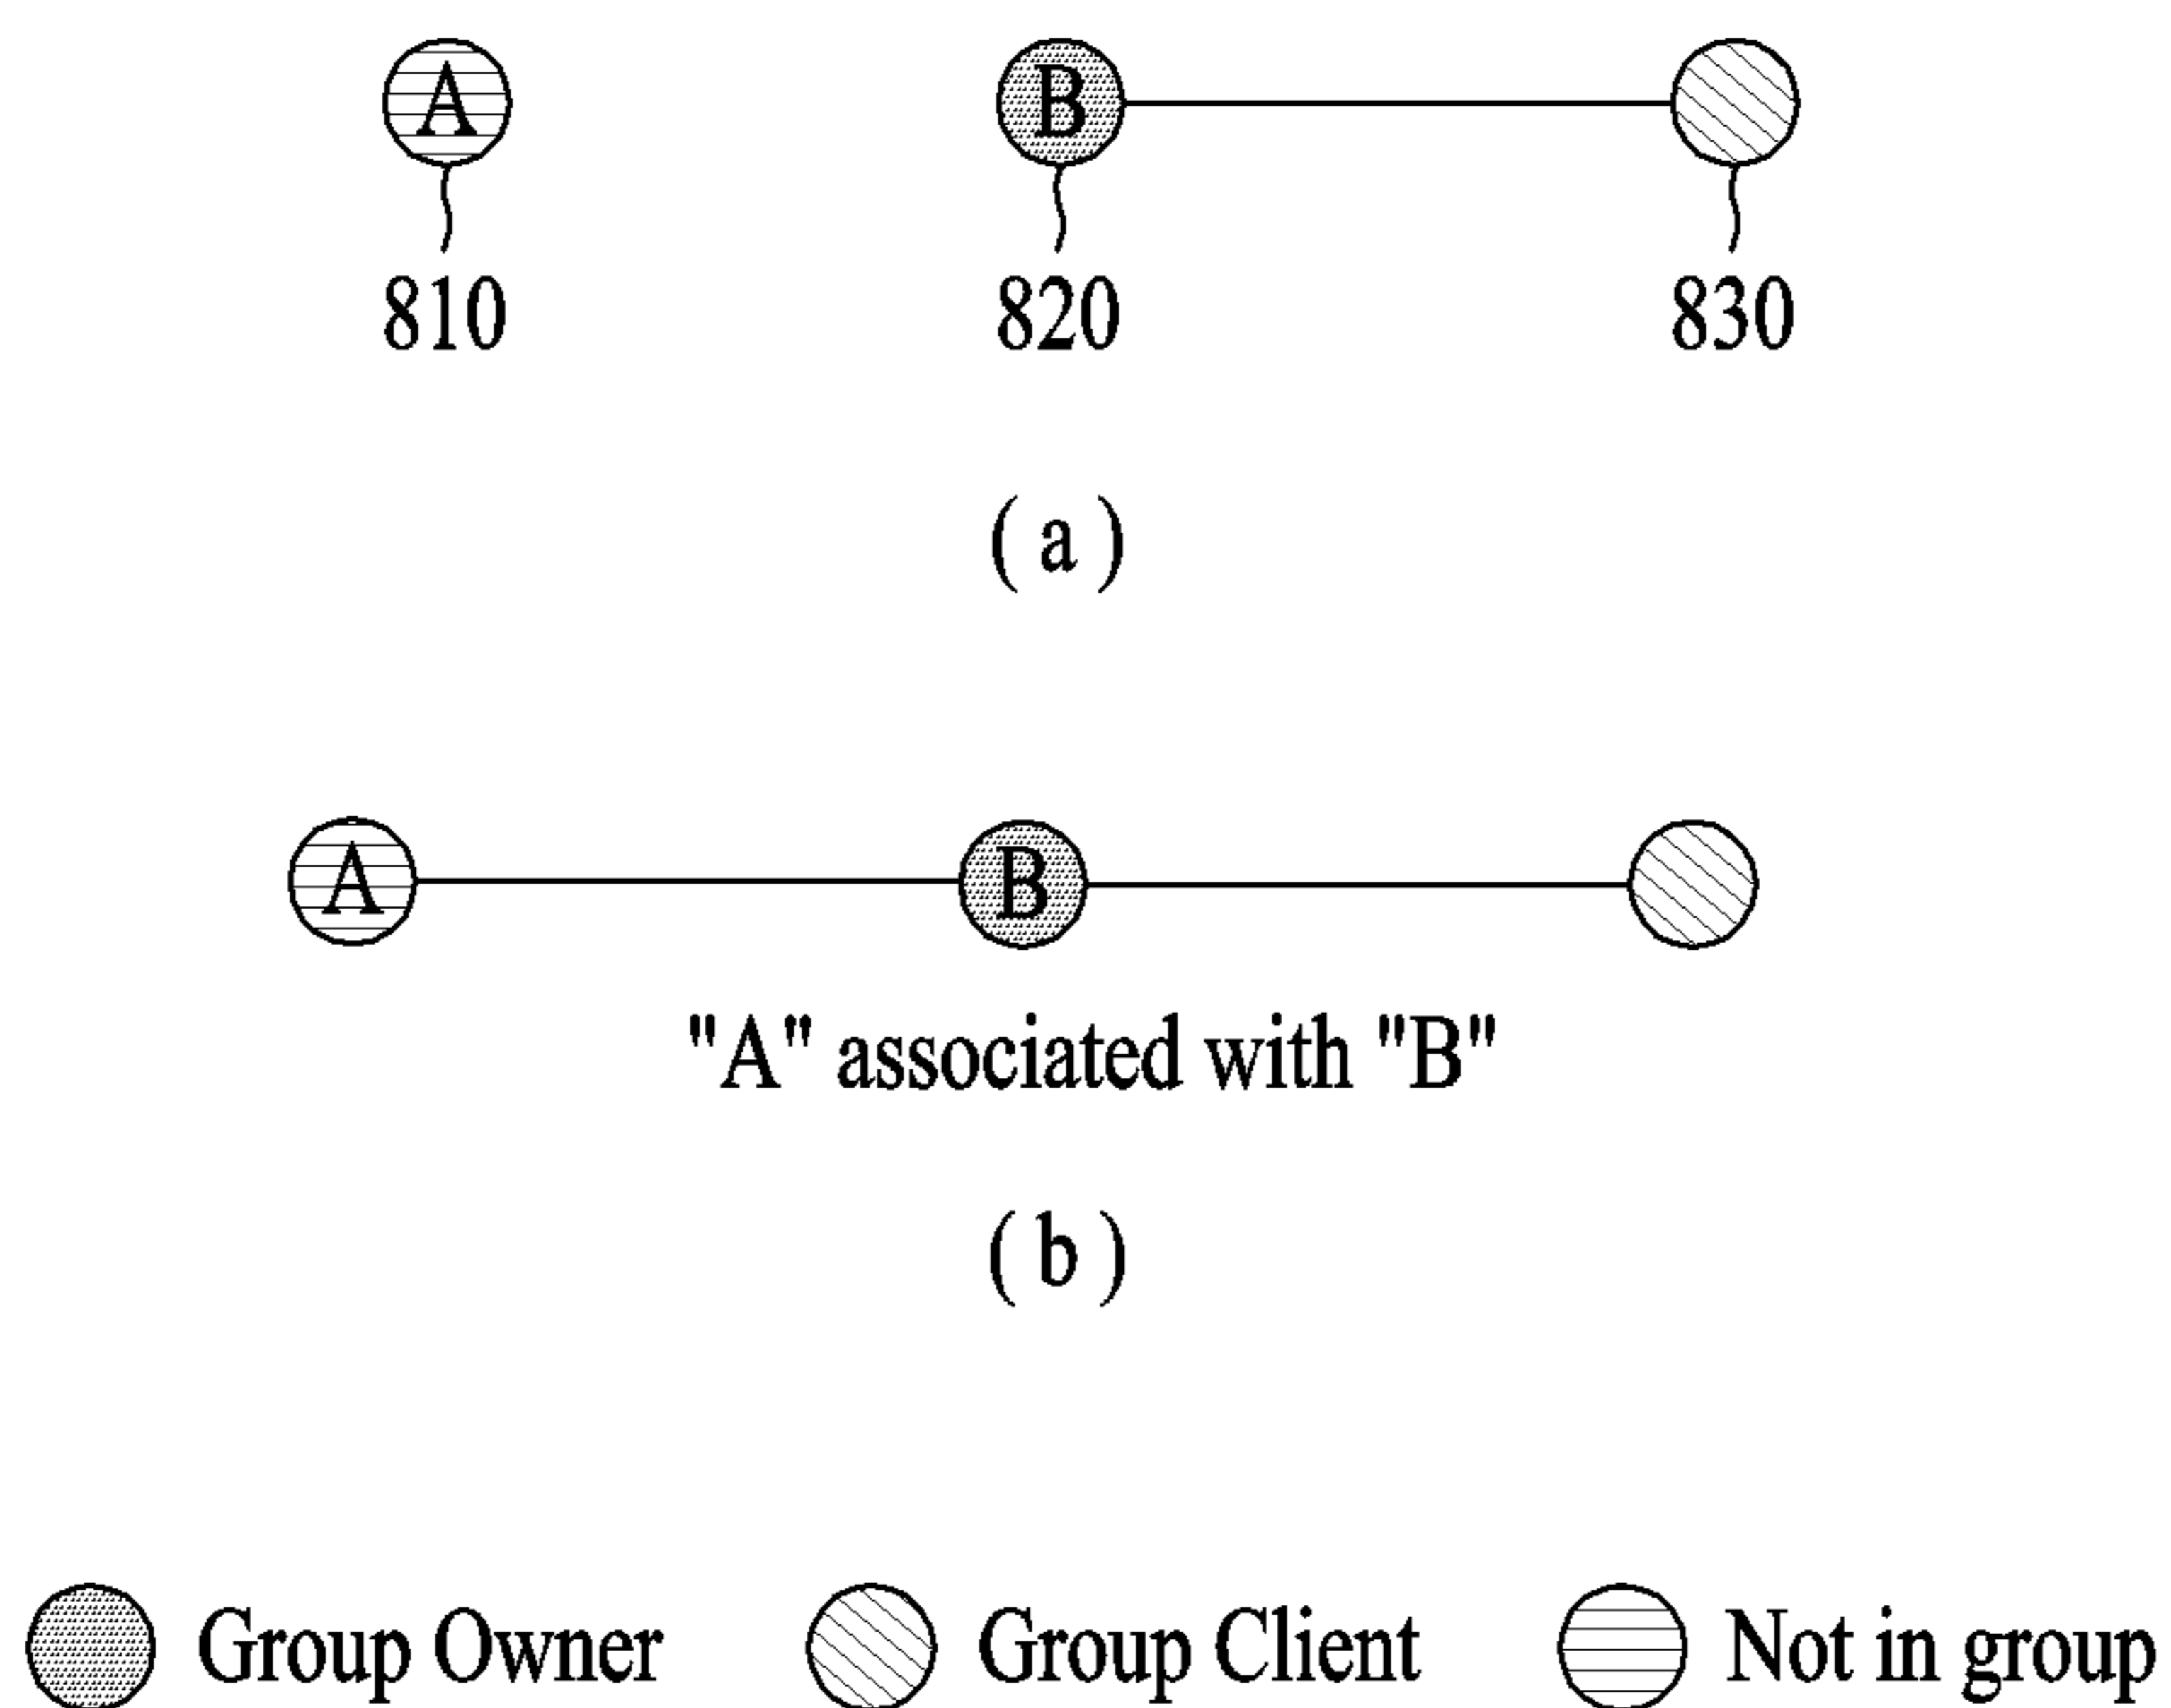 A B
810 820 830
( a )
A B
"A" associated with "B"
( b )
Group Owner Group Client Not in group